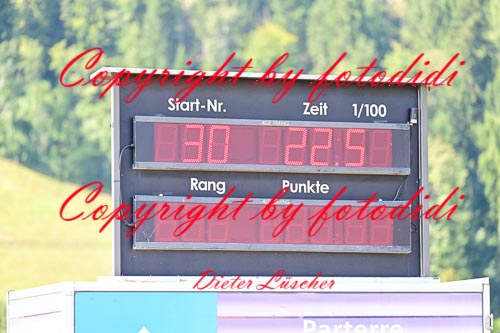 Copyright by fotodidi
Start-Nr. Zeit 1/100
30 22.5
Rang Punkte
Copyright by fotodidi
Dieter Lüscher
Parterre